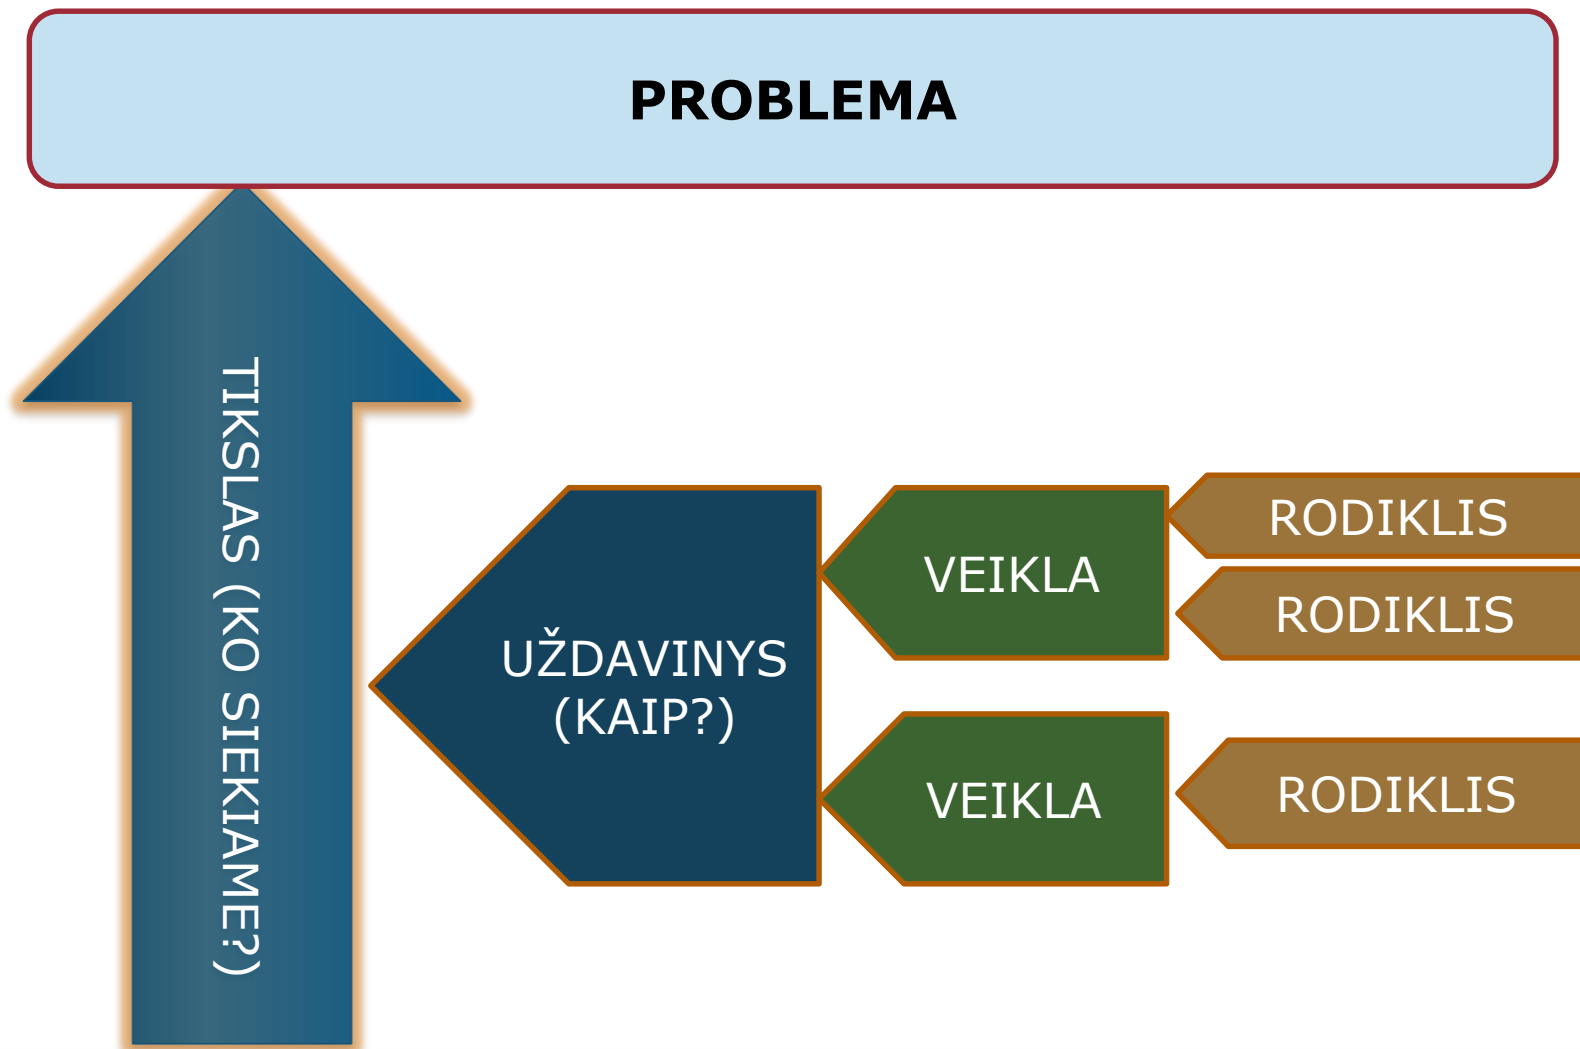 PROBLEMA
TIKSLAS (KO SIEKIAME?)
UŽDAVINYS
(KAIP?)
VEIKLA
RODIKLIS
RODIKLIS
VEIKLA
RODIKLIS